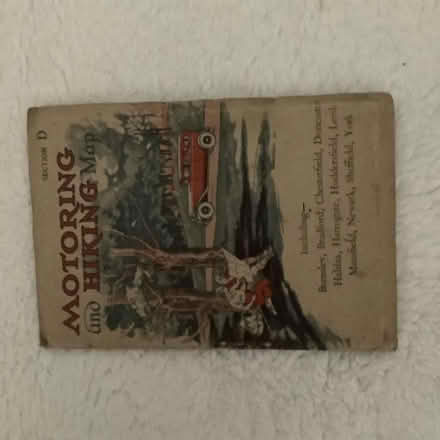 SECTION D
MOTORING
and HIKING Map
Including—
Barnsley, Bradford, Chesterfield, Doncaster
Halifax, Harrogate, Huddersfield, Leeds
Mansfield, Newark, Sheffield, York